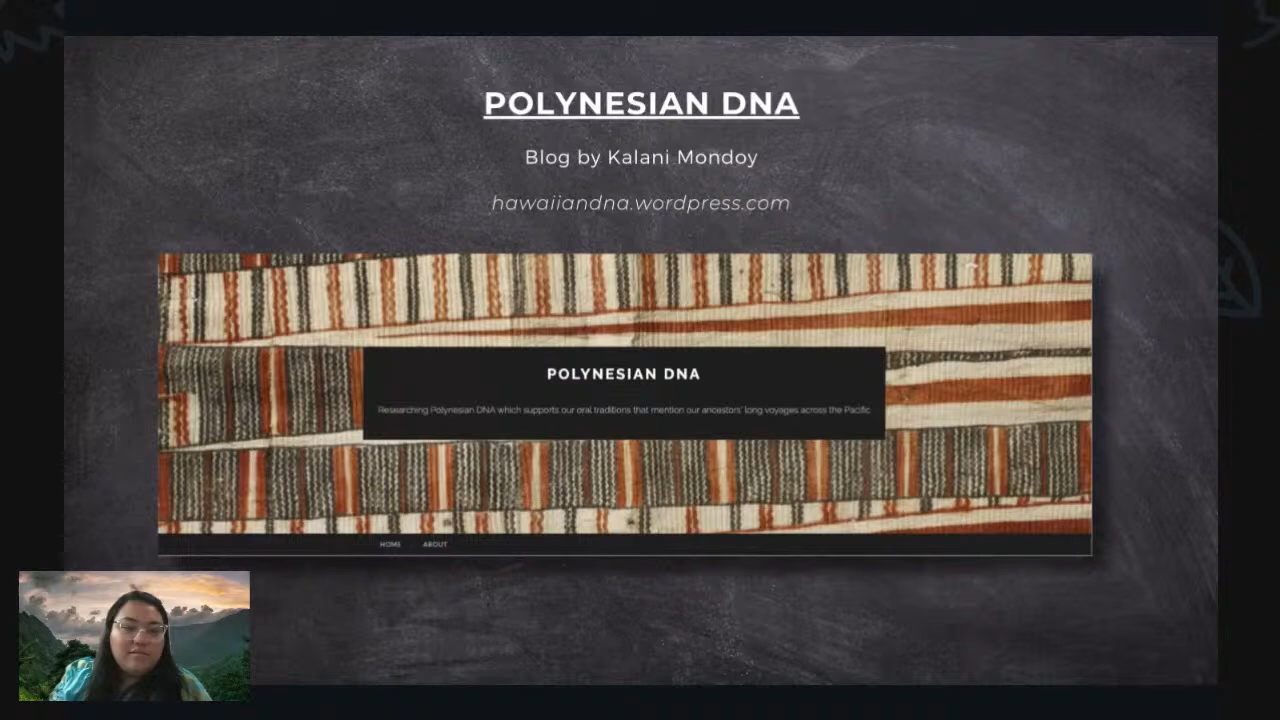 POLYNESIAN DNA
Blog by Kalani Mondoy
hawaiiandna.wordpress.com
POLYNESIAN DNA
Researching Polynesian DNA which supports our oral traditions that mention our ancestors' long voyages across the Pacific
HOME ABOUT